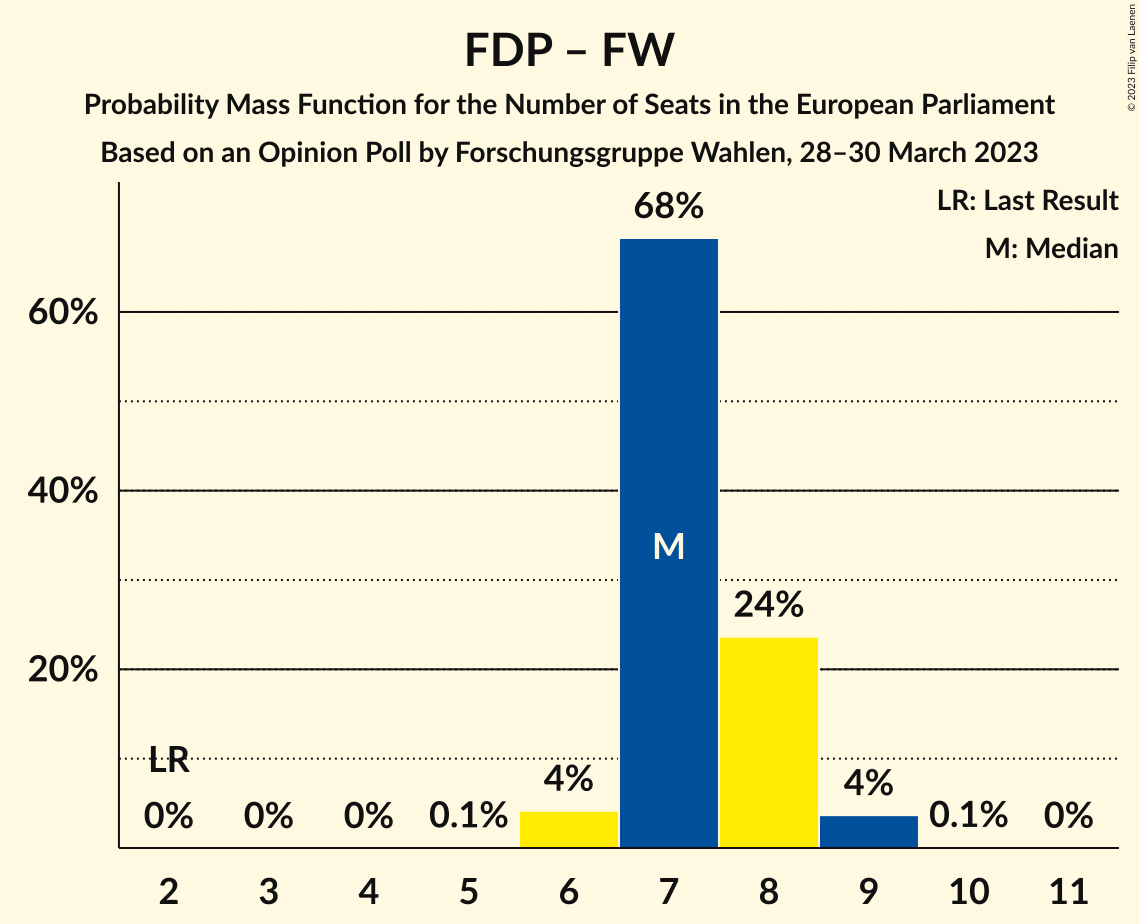 FDP – FW
Probability Mass Function for the Number of Seats in the European Parliament
Based on an Opinion Poll by Forschungsgruppe Wahlen, 28–30 March 2023
© 2023 Filip van Laenen
LR: Last Result
M: Median
68%
60%
40%
M
24%
20%
LR
4%
4%
0% 0% 0% 0.1% 0.1% 0%
2 3 4 5 6 7 8 9 10 11